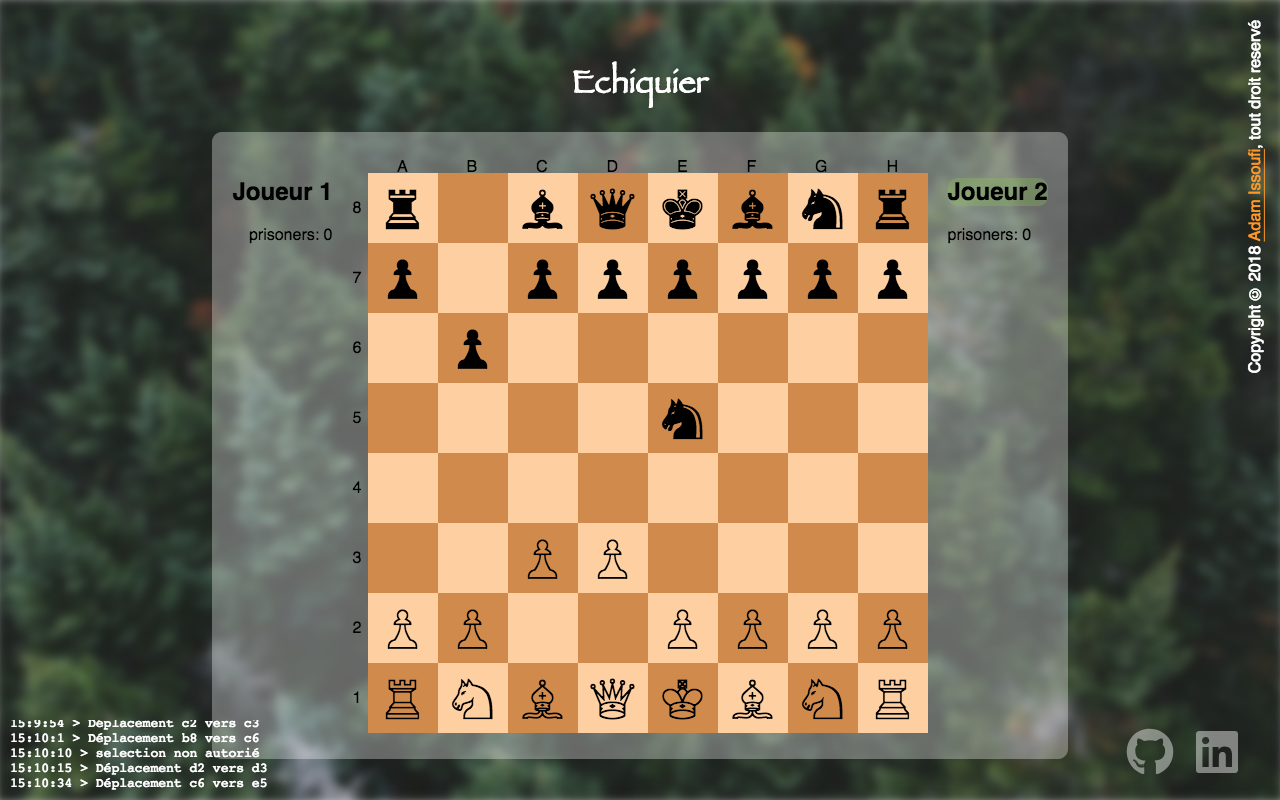 Echiquier
A B C D E F G H
Joueur 1
prisoners: 0
8
7
6
5
4
3
2
1
Joueur 2
prisoners: 0
Copyright © 2018 Adam Issoufi, tout droit reservé
15:9:54 > Déplacement c2 vers c3
15:10:1 > Déplacement b8 vers c6
15:10:10 > selection non autorié
15:10:15 > Déplacement d2 vers d3
15:10:34 > Déplacement c6 vers e5
in